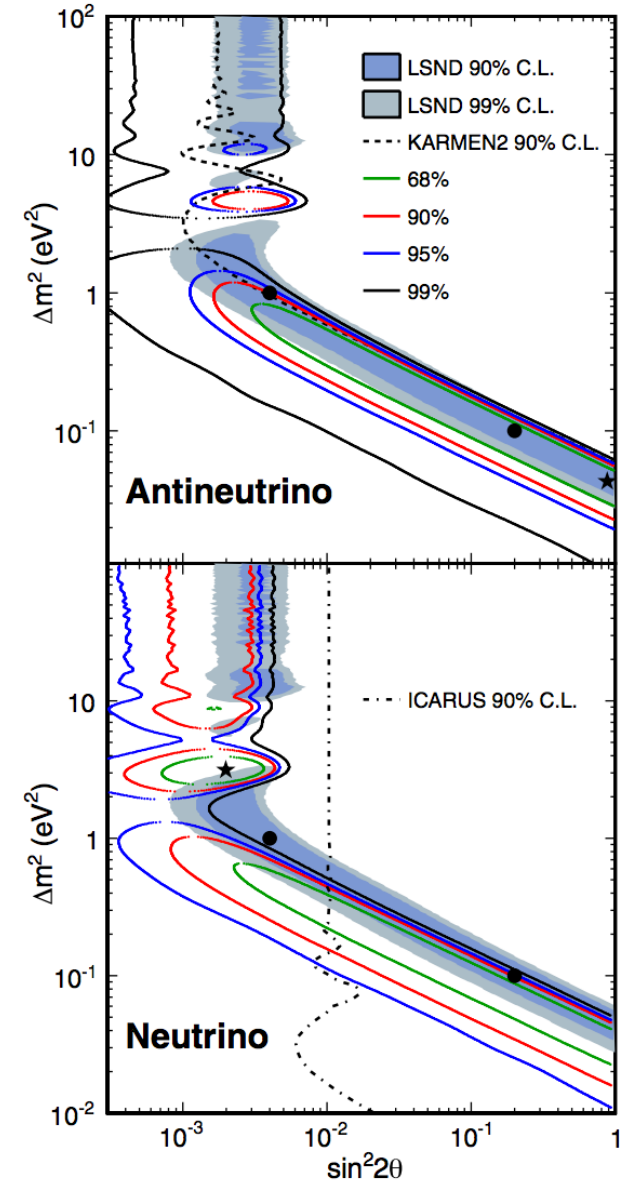 10²
Δm² (eV²)
10
1
10⁻¹
LSND 90% C.L.
LSND 99% C.L.
KARMEN2 90% C.L.
68%
90%
95%
99%
Antineutrino
Δm² (eV²)
10
1
10⁻¹
10⁻²
ICARUS 90% C.L.
Neutrino
10⁻³ 10⁻² 10⁻¹ 1
sin²2θ